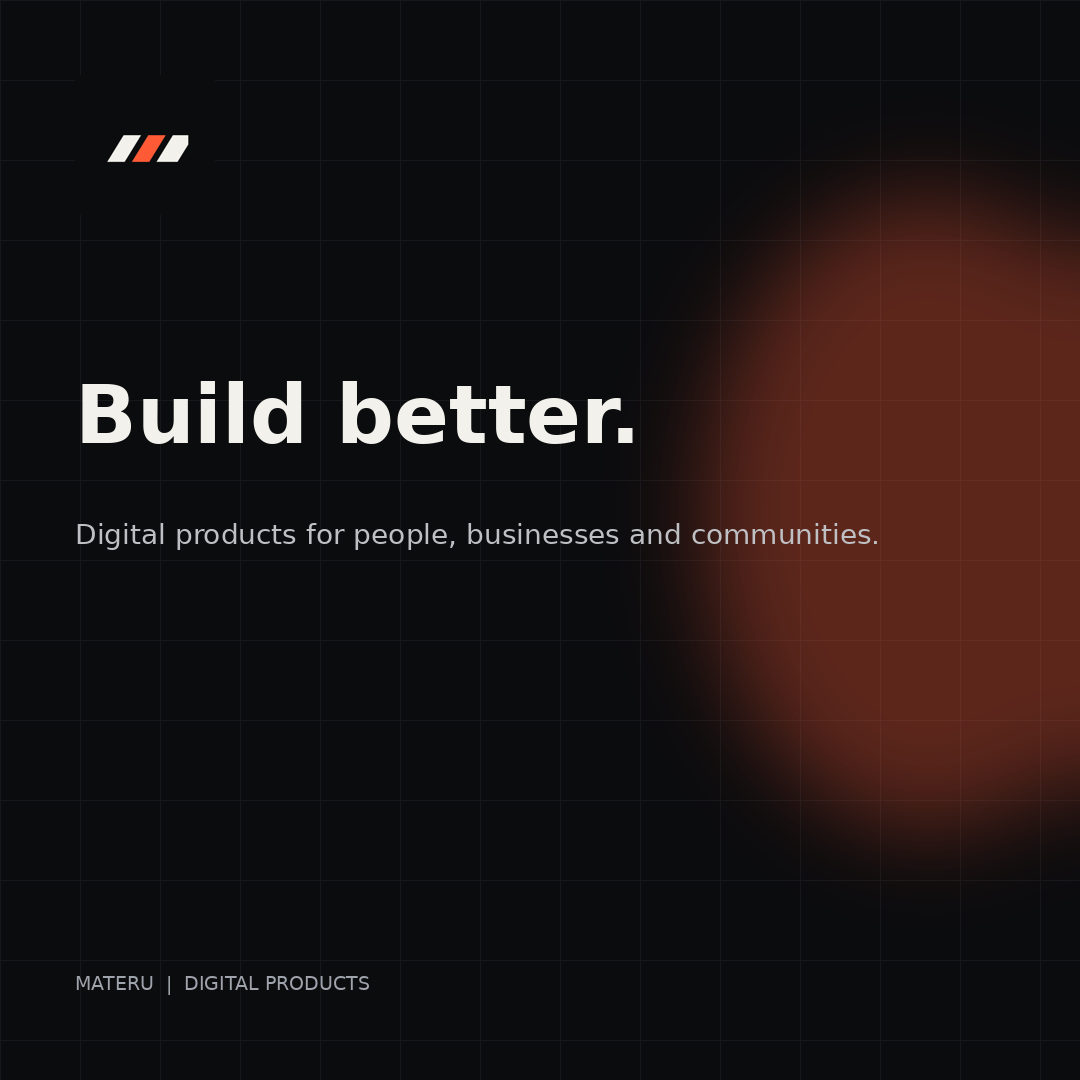 Build better.
Digital products for people, businesses and communities.
MATERU | DIGITAL PRODUCTS